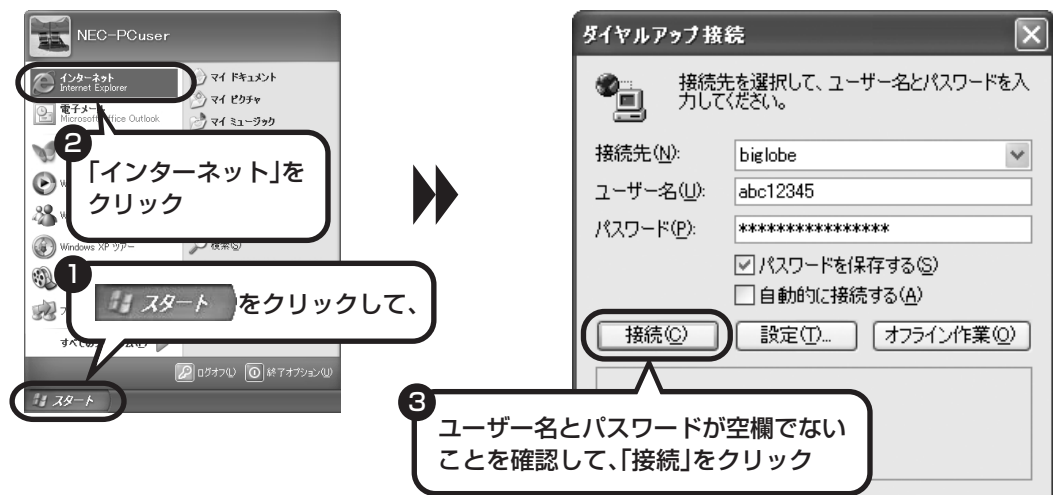 NEC-PCuser
インターネット
Internet Explorer
電子メール
Microsoft Office Outlook
マイ ドキュメント
マイ ピクチャ
マイ ミュージック
2
「インターネット」を
クリック
Windows XP ツアー
検索(S)
1
スタート をクリックして、
すべての
ログオフ(L)
終了オプション(U)
スタート
ダイヤルアップ接続
接続先を選択して、ユーザー名とパスワードを入
力してください。
接続先(N):
biglobe
ユーザー名(U):
abc12345
パスワード(P):
****************
パスワードを保存する(S)
自動的に接続する(A)
接続(C)
設定(T)...
オフライン作業(O)
3
ユーザー名とパスワードが空欄でない
ことを確認して、「接続」をクリック